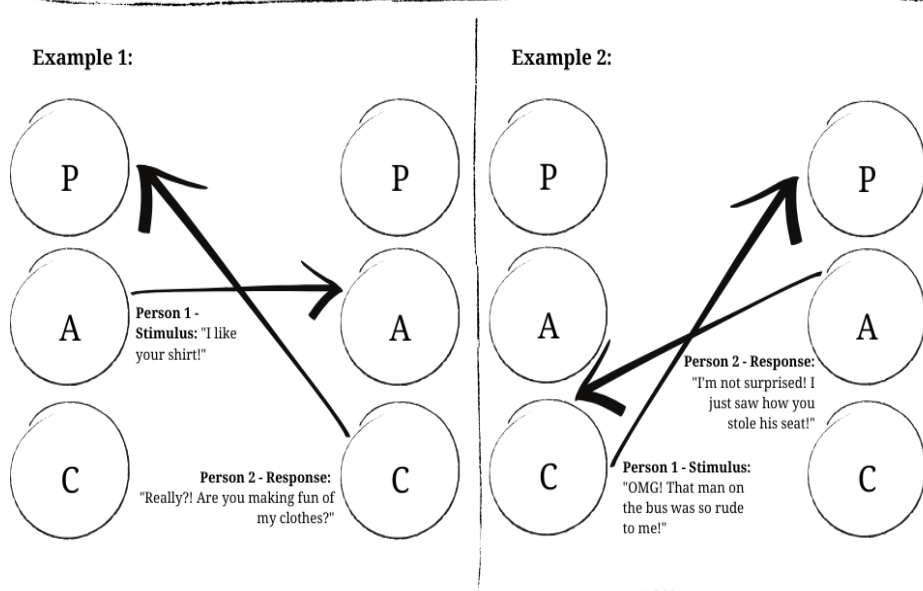 Example 1:
P
P
A
A
Person 1 -
Stimulus: "I like
your shirt!"
C
C
Person 2 - Response:
"Really?! Are you making fun of
my clothes?"
Example 2:
P
P
A
A
Person 2 - Response:
"I'm not surprised! I
just saw how you
stole his seat!"
C
C
Person 1 - Stimulus:
"OMG! That man on
the bus was so rude
to me!"